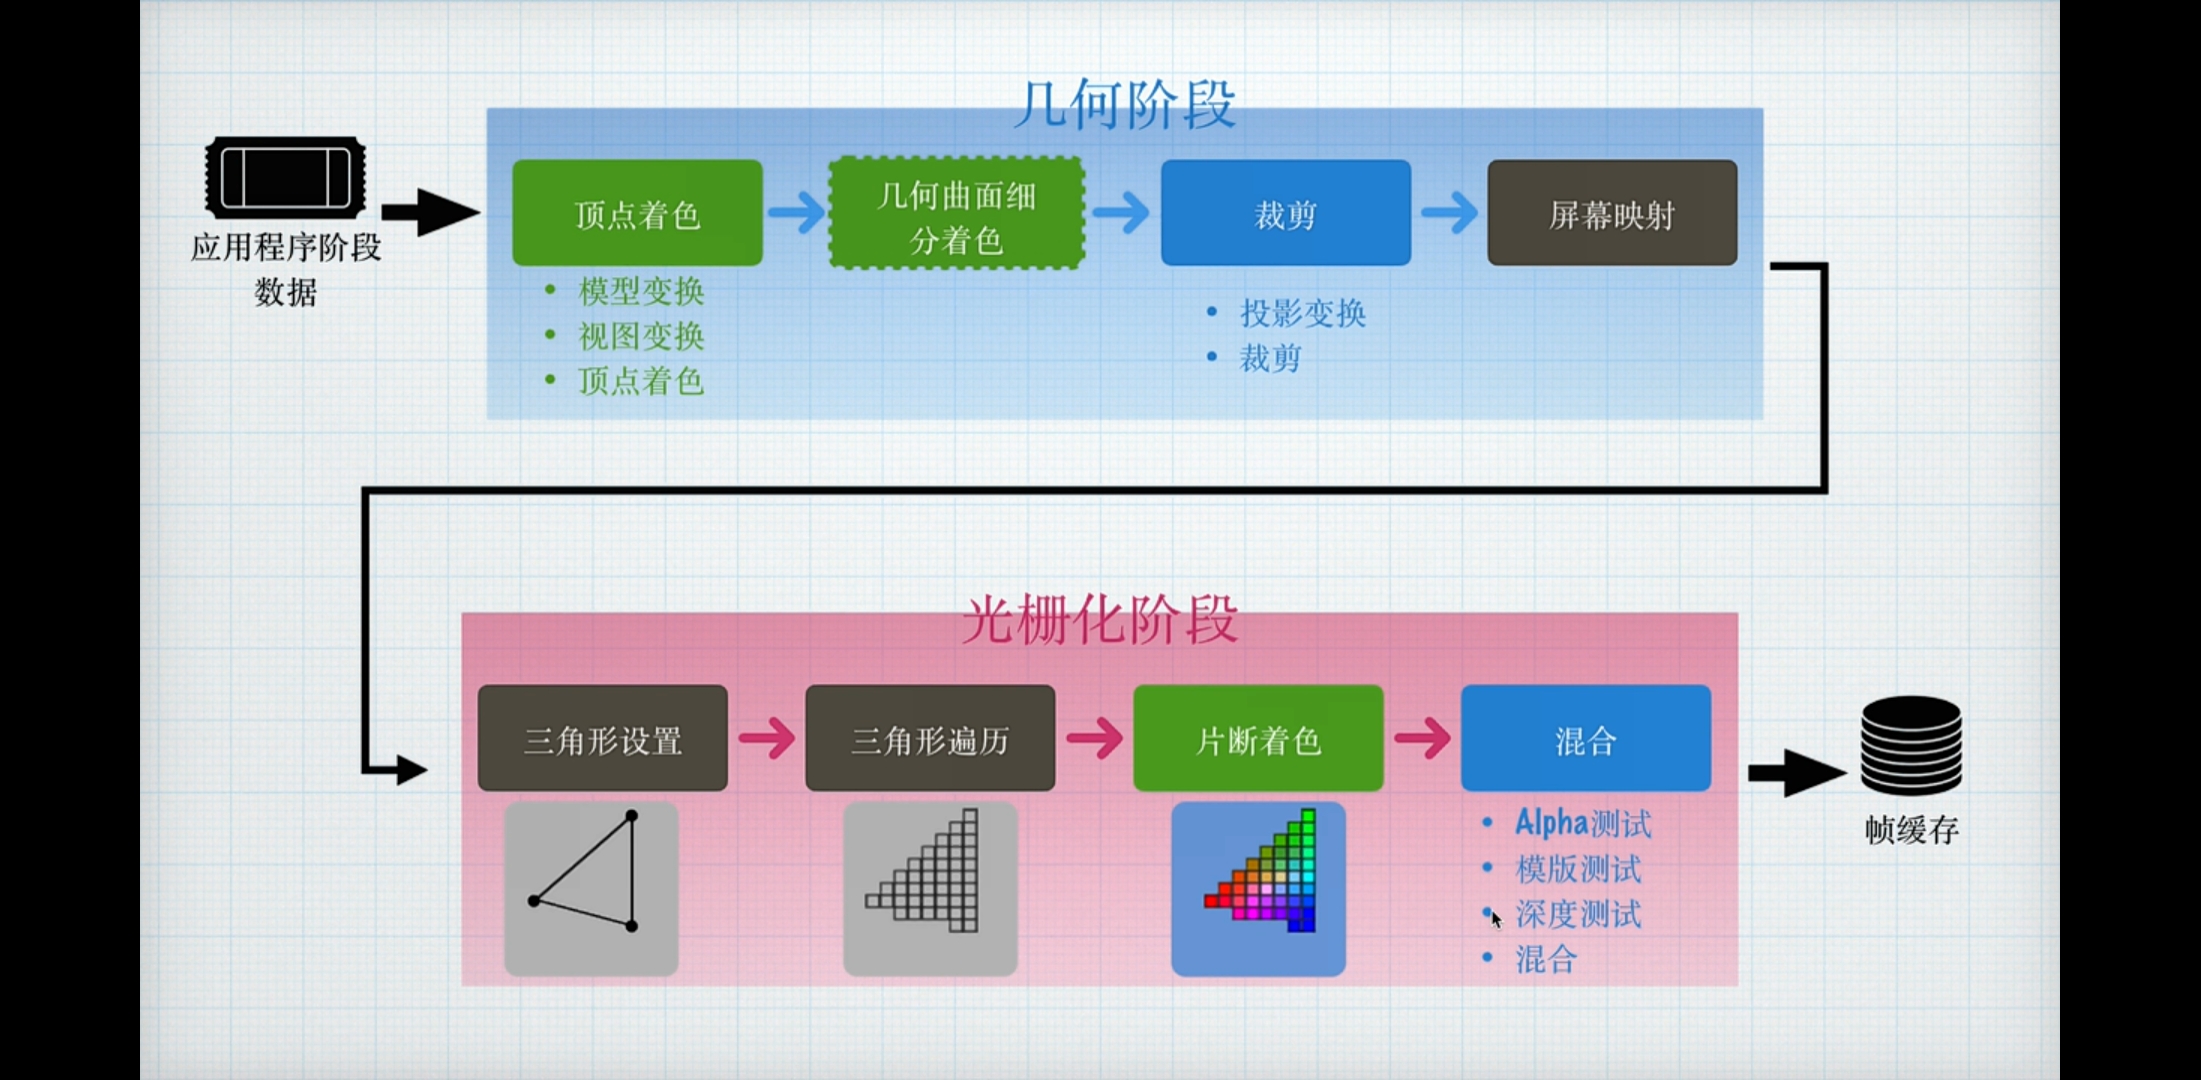 几何阶段
应用程序阶段
数据
顶点着色
几何曲面细
分着色
裁剪
屏幕映射
• 模型变换
• 视图变换
• 顶点着色
• 投影变换
• 裁剪
光栅化阶段
三角形设置
三角形遍历
片断着色
混合
• Alpha测试
• 模版测试
• 深度测试
• 混合
帧缓存